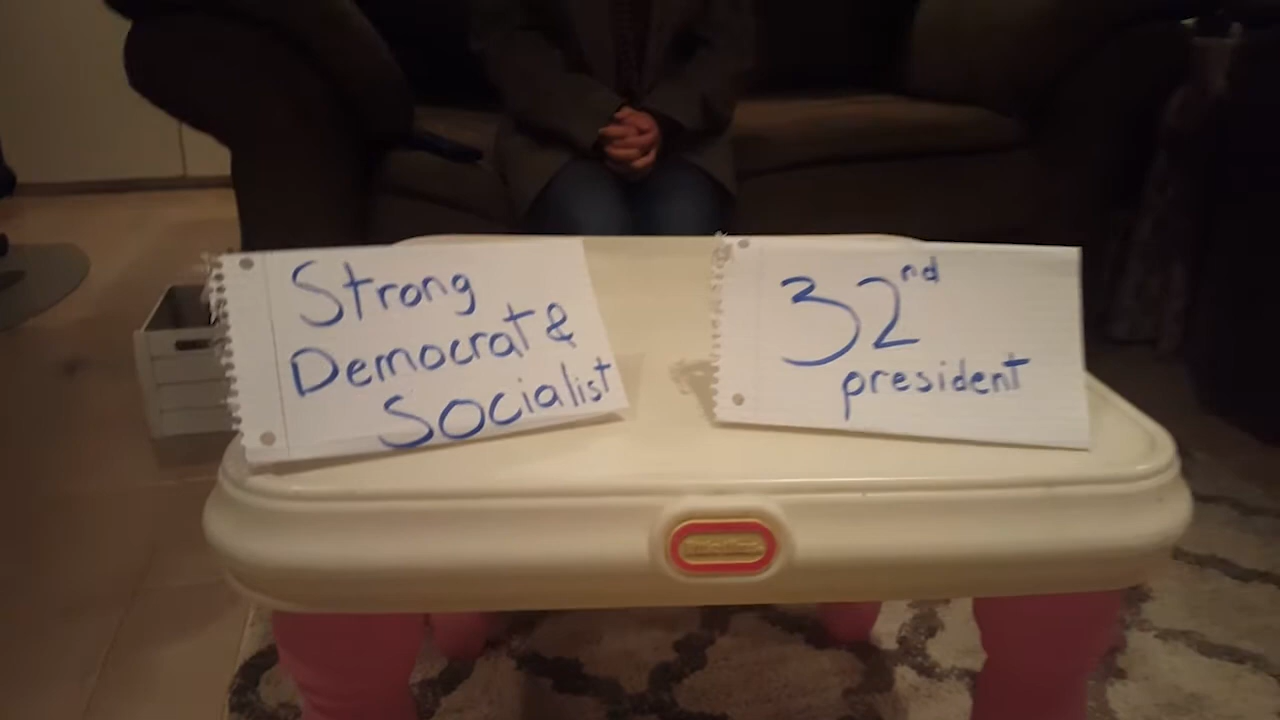 Strong
Democrat &
Socialist
32nd
president